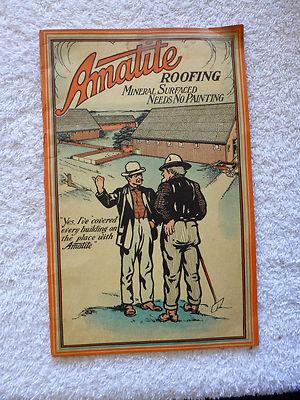 Amatite
ROOFING
MINERAL SURFACED
NEEDS NO PAINTING
"Yes, I've covered
every building on
the place with
Amatite"